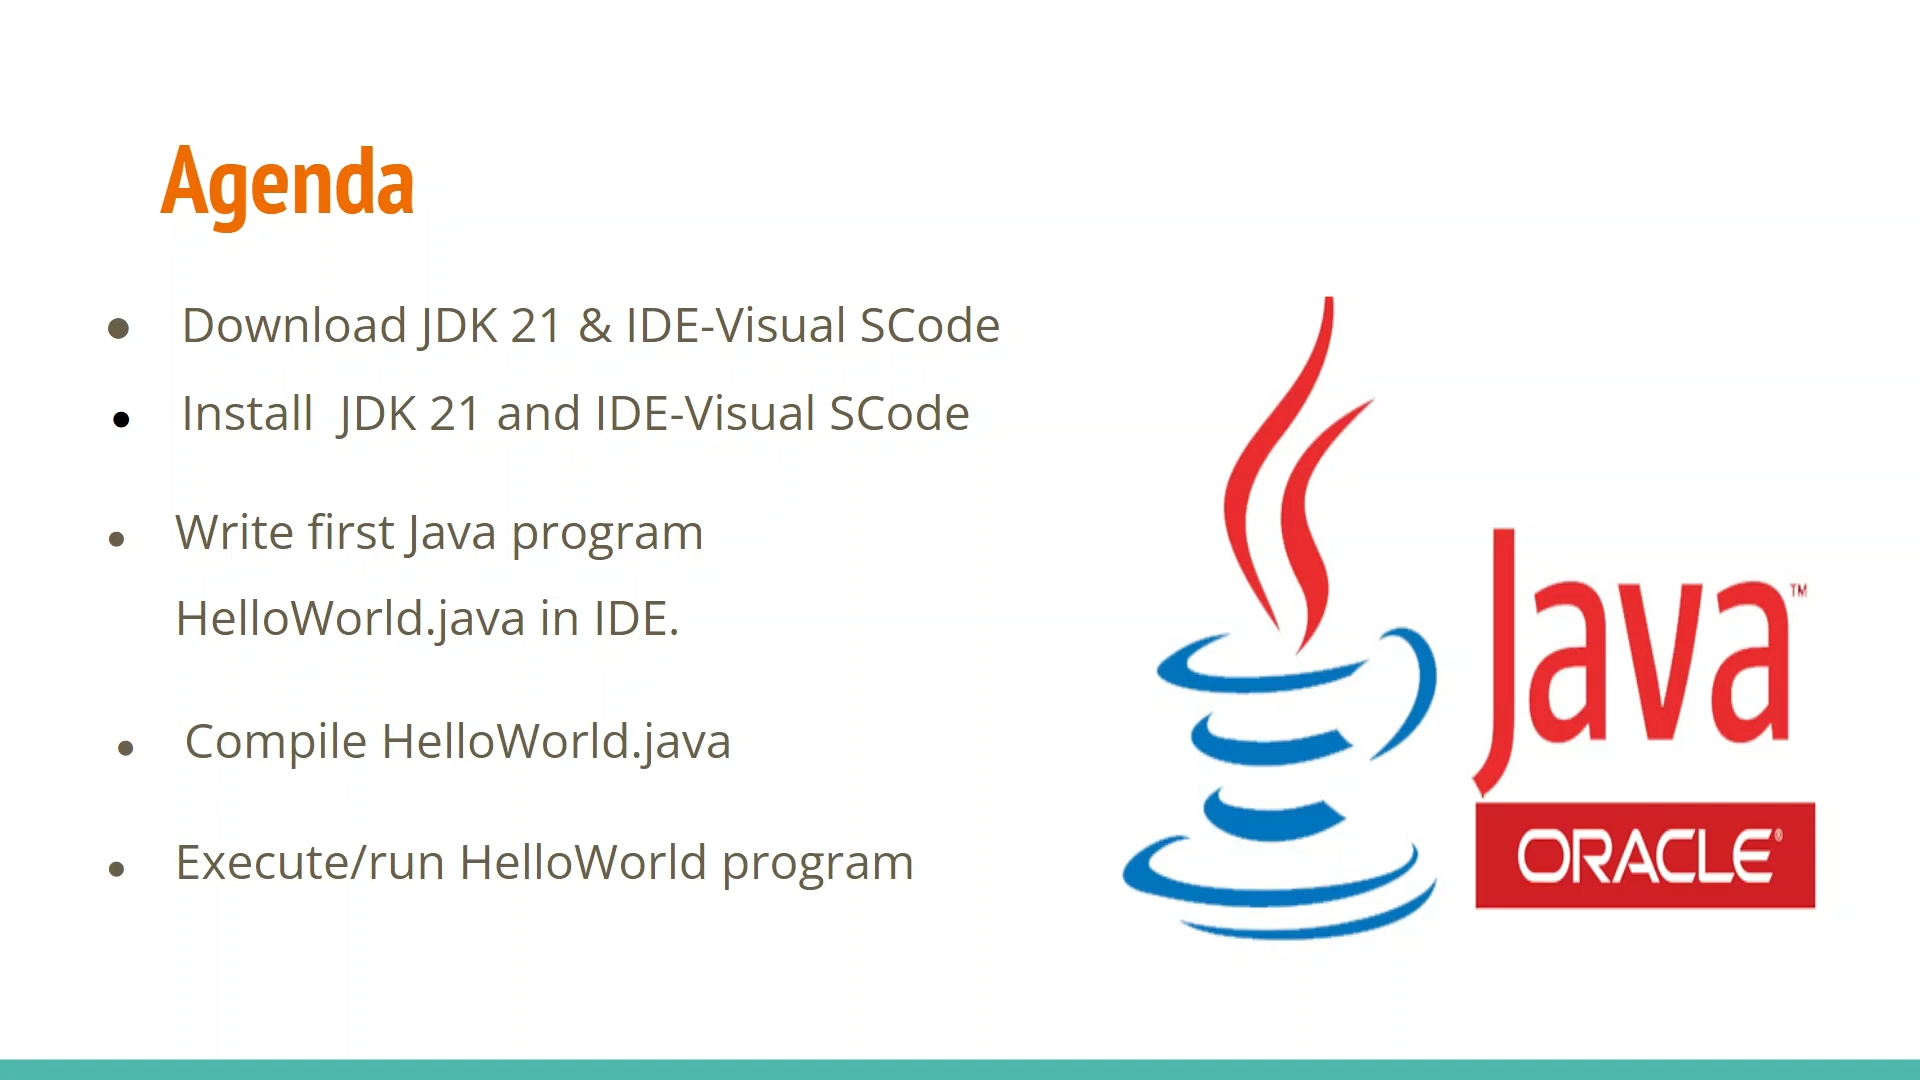 Agenda
● Download JDK 21 & IDE-Visual SCode
● Install JDK 21 and IDE-Visual SCode
● Write first Java program
HelloWorld.java in IDE.
● Compile HelloWorld.java
● Execute/run HelloWorld program
Java™
ORACLE®